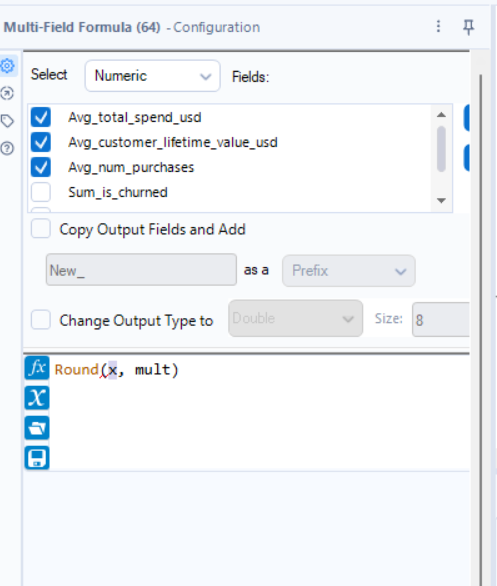 Multi-Field Formula (64) - Configuration
Select Numeric Fields:
Avg_total_spend_usd
Avg_customer_lifetime_value_usd
Avg_num_purchases
Sum_is_churned
Copy Output Fields and Add
New_ as a Prefix
Change Output Type to Double Size: 8
fx Round(x, mult)
X